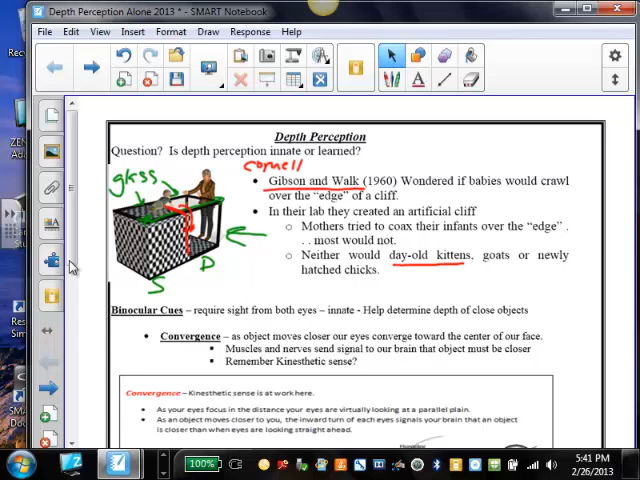 Depth Perception Alone 2013 * - SMART Notebook
File Edit View Insert Format Draw Response Help
Depth Perception
Question? Is depth perception innate or learned?
Cornell
glass
Gibson and Walk (1960) Wondered if babies would crawl
over the "edge" of a cliff.
In their lab they created an artificial cliff
Mothers tried to coax their infants over the "edge" .
. . most would not.
Neither would day-old kittens, goats or newly
hatched chicks.
D
S
Binocular Cues – require sight from both eyes – innate - Help determine depth of close objects
Convergence – as object moves closer our eyes converge toward the center of our face.
Muscles and nerves send signal to our brain that object must be closer
Remember Kinesthetic sense?
Convergence – Kinesthetic sense is at work here.
As your eyes focus in the distance your eyes are virtually looking at a parallel plain.
As an object moves closer to you, the inward turn of each eyes signals your brain that an object
is closer than when eyes are looking straight ahead.
100%
5:41 PM
2/26/2013